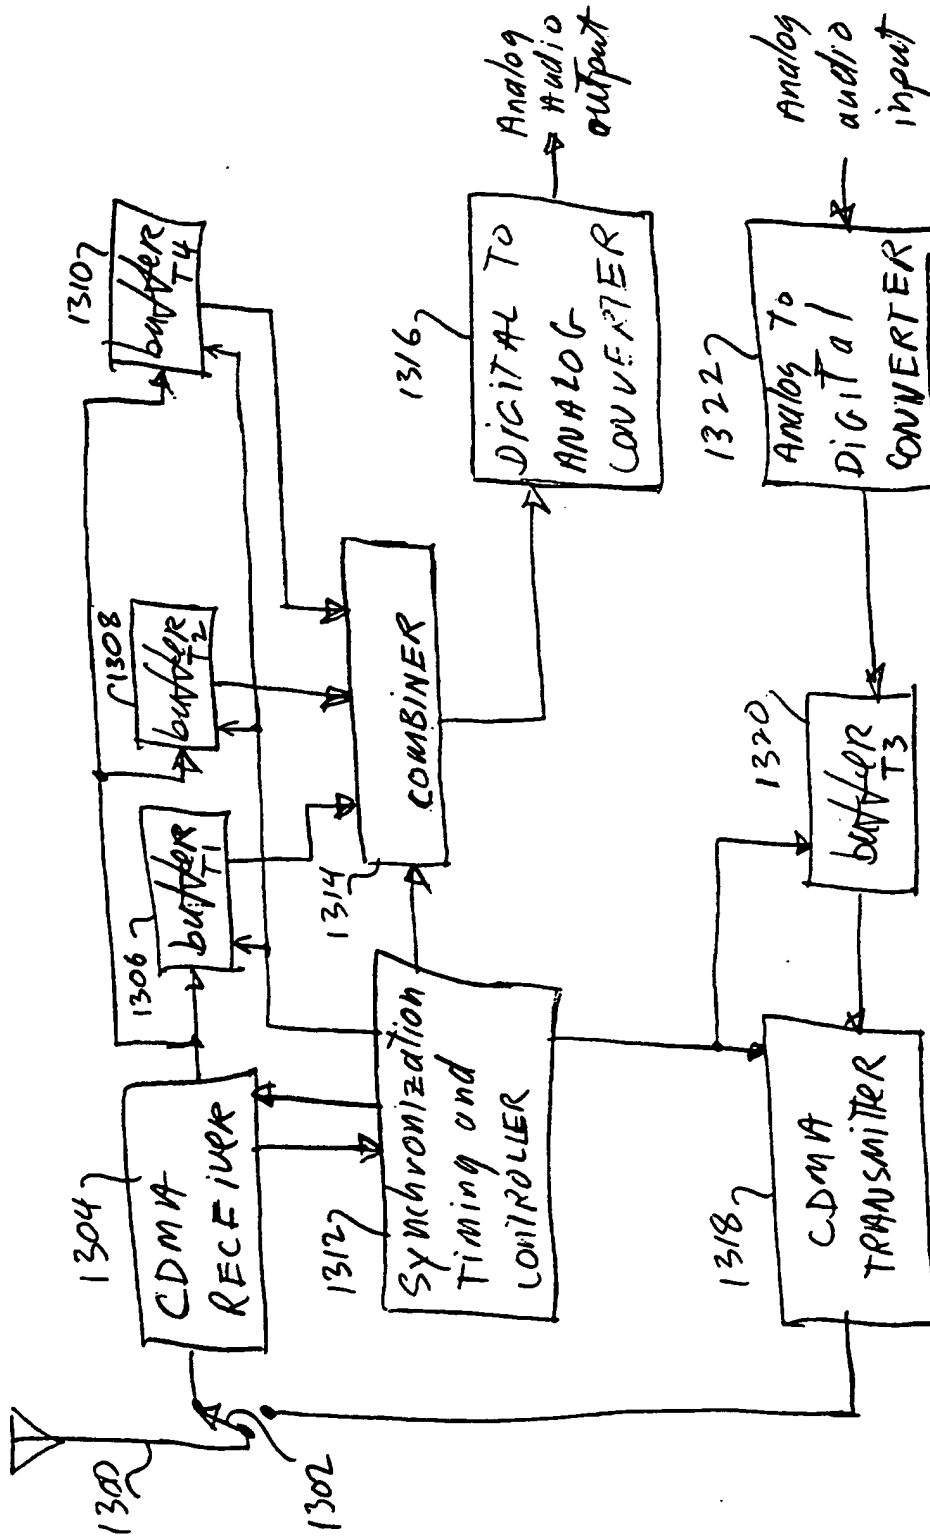 1300
1302
1304
CDMA
RECEIVER
1306
buffer
T1
1308
buffer
T2
1310
buffer
T4
1312
Synchronization
Timing and
CONTROLLER
1314
COMBINER
1316
DIGITAL TO
ANALOG
CONVERTER
Analog
Audio
output
1318
CDMA
TRANSMITTER
1320
buffer
T3
1322
Analog To
DIGITal
CONVERTER
Analog
audio
input